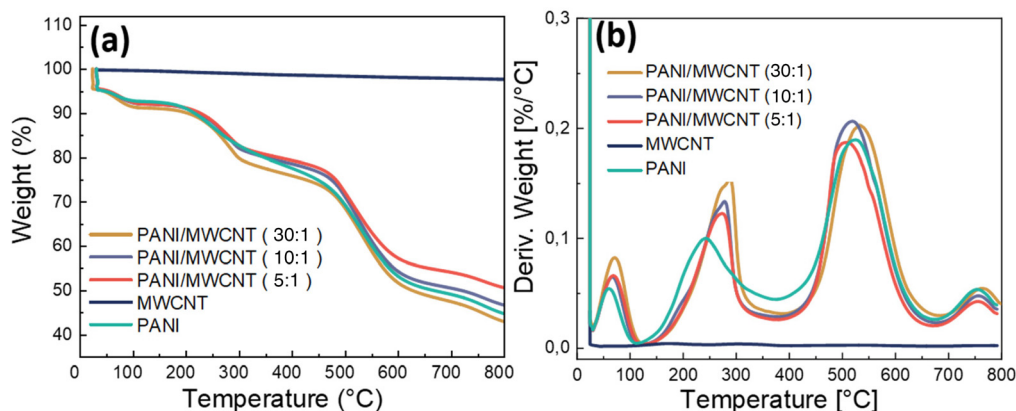 (a)
Weight (%)
110
100
90
80
70
60
50
40
PANI/MWCNT ( 30:1 )
PANI/MWCNT ( 10:1)
PANI/MWCNT ( 5:1)
MWCNT
PANI
0 100 200 300 400 500 600 700 800
Temperature (°C)
(b)
Deriv. Weight [%/°C]
0,3
0,2
0,1
0,0
PANI/MWCNT (30:1)
PANI/MWCNT (10:1)
PANI/MWCNT (5:1)
MWCNT
PANI
0 100 200 300 400 500 600 700 800
Temperature [°C]